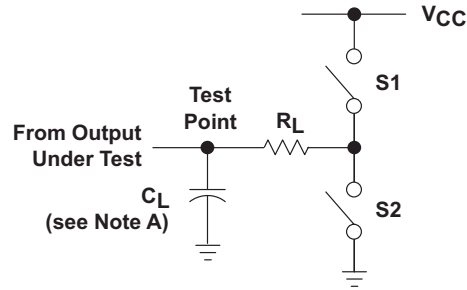 VCC
S1
Test
Point
RL
From Output
Under Test
CL
(see Note A)
S2